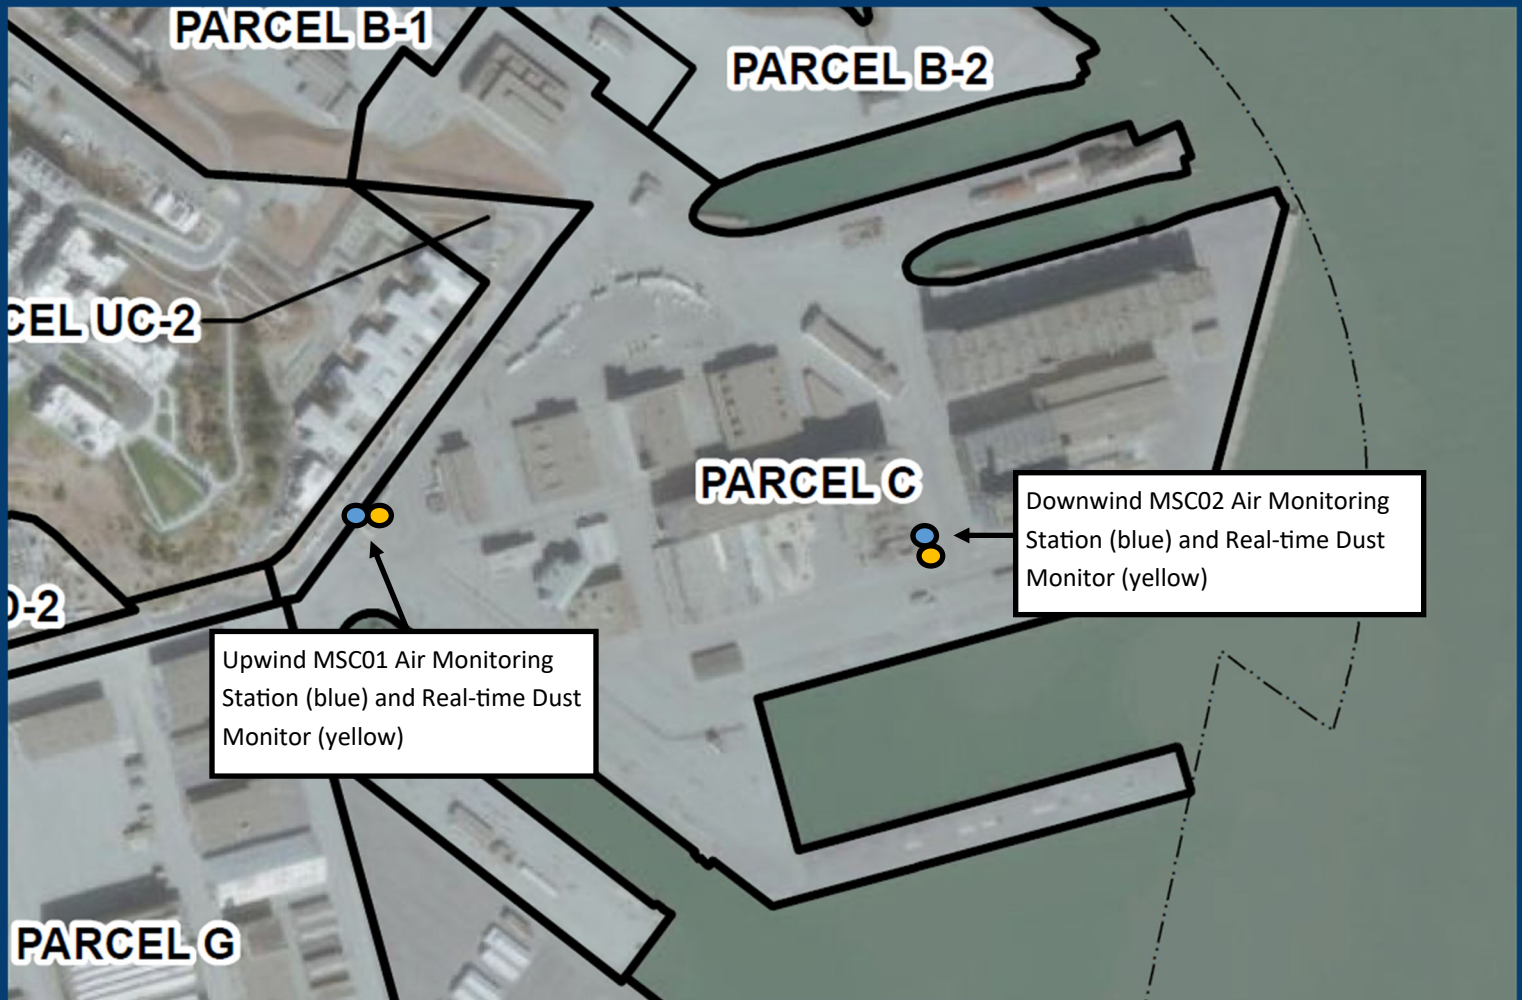 PARCEL B-1
PARCEL B-2
CEL UC-2
PARCEL C
Downwind MSC02 Air Monitoring
Station (blue) and Real-time Dust
Monitor (yellow)
D-2
Upwind MSC01 Air Monitoring
Station (blue) and Real-time Dust
Monitor (yellow)
PARCEL G